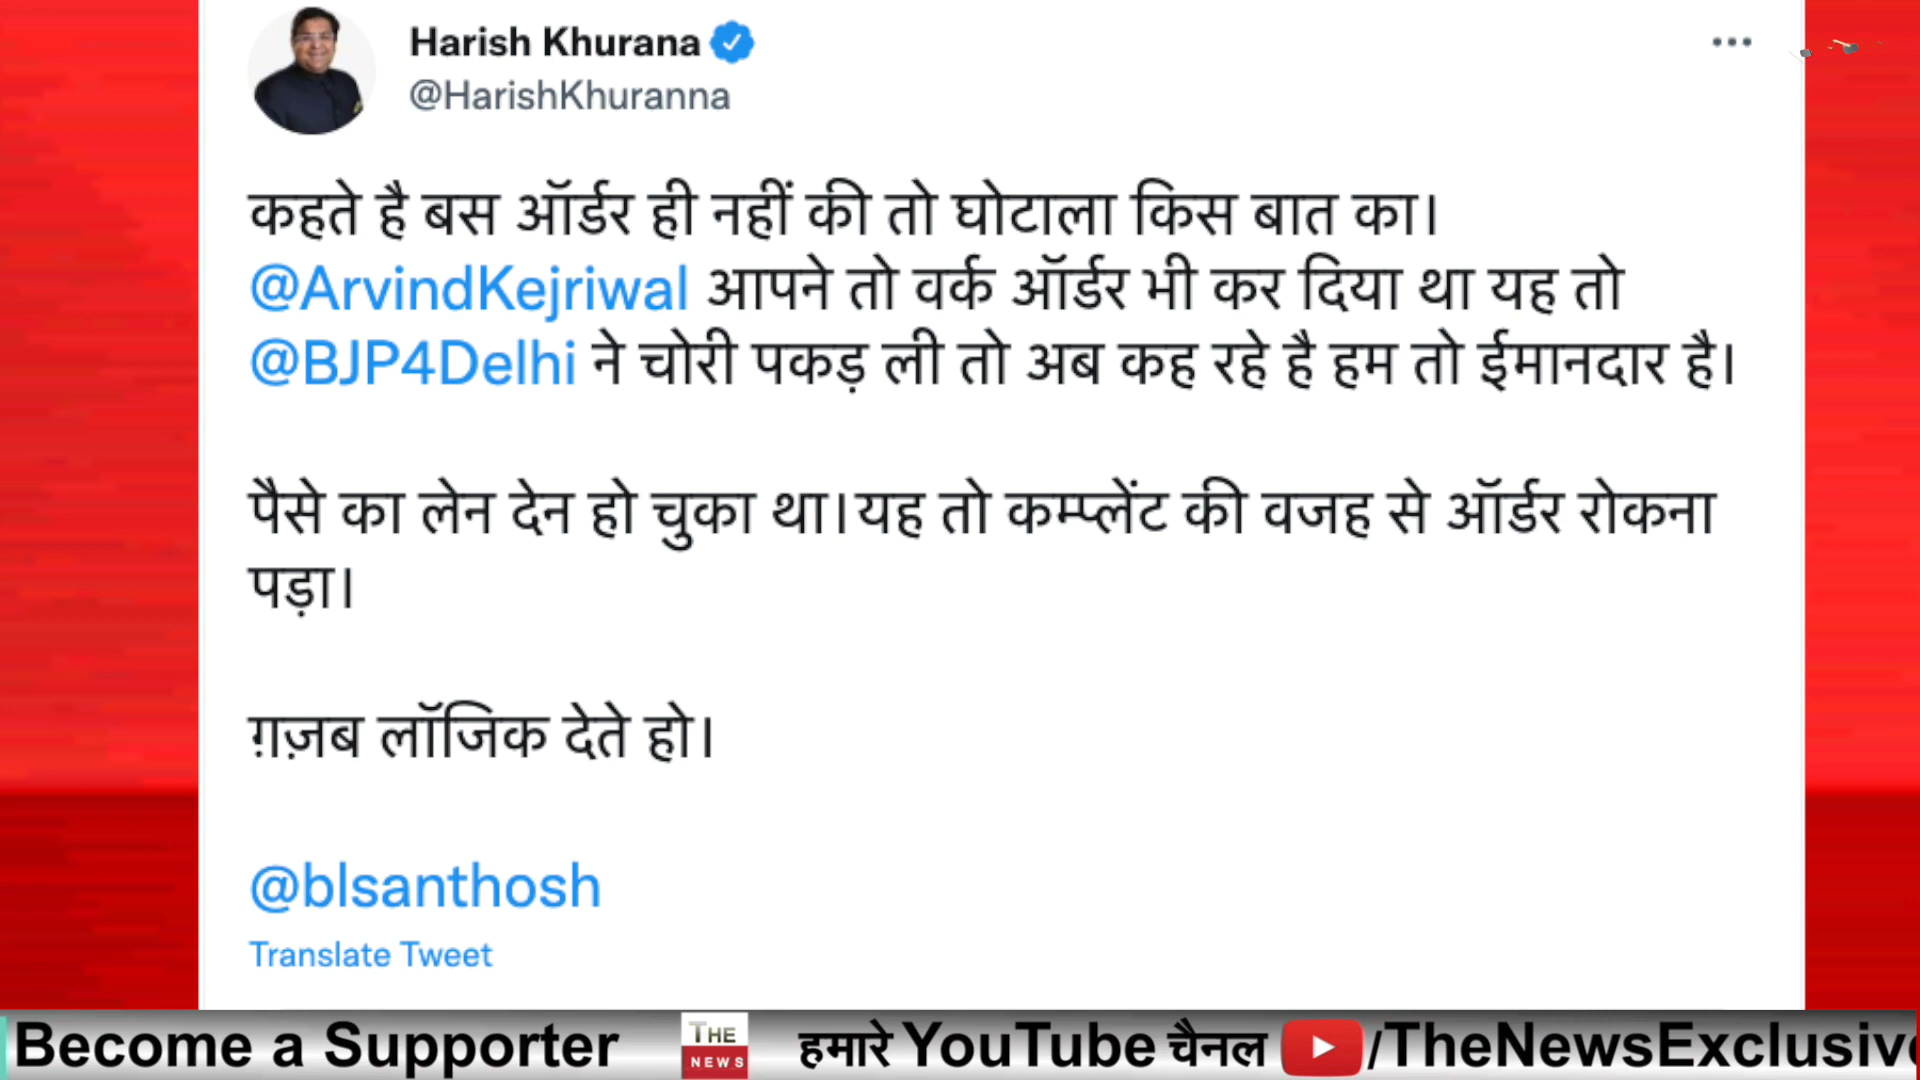 Harish Khurana
@HarishKhuranna
कहते है बस ऑर्डर ही नहीं की तो घोटाला किस बात का।
@ArvindKejriwal आपने तो वर्क ऑर्डर भी कर दिया था यह तो
@BJP4Delhi ने चोरी पकड़ ली तो अब कह रहे है हम तो ईमानदार है।
पैसे का लेन देन हो चुका था।यह तो कम्प्लेंट की वजह से ऑर्डर रोकना
पड़ा।
ग़ज़ब लॉजिक देते हो।
@blsanthosh
Translate Tweet
Become a Supporter THE NEWS हमारे YouTube चैनल /TheNewsExclusive